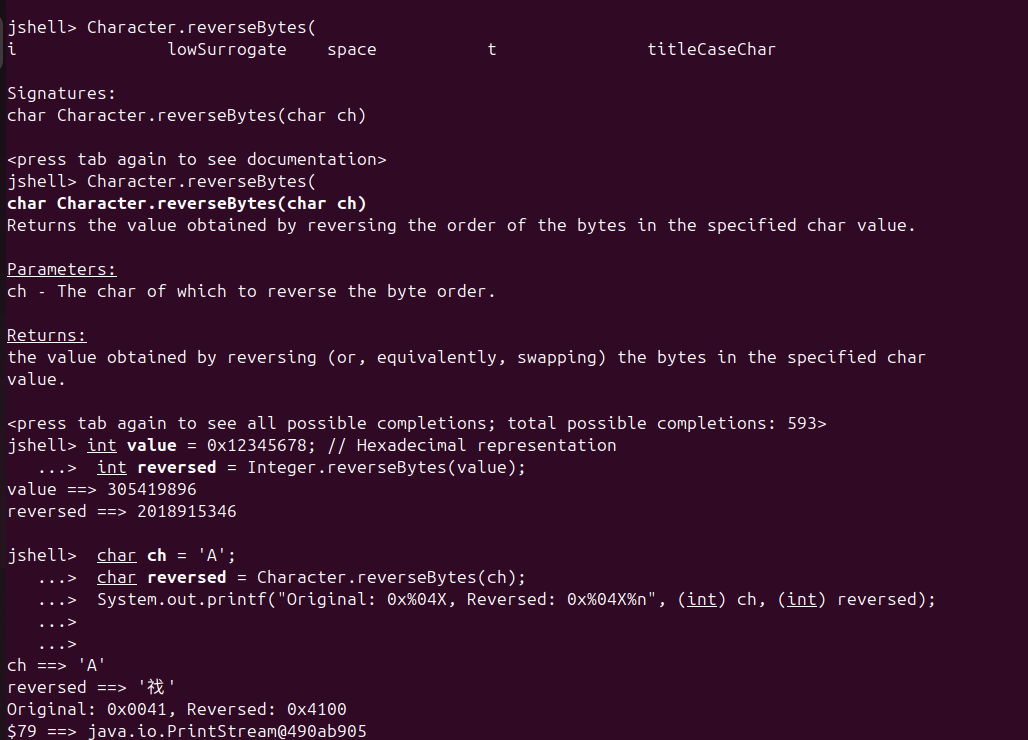 jshell> Character.reverseBytes(
i lowSurrogate space t titleCaseChar
Signatures:
char Character.reverseBytes(char ch)
<press tab again to see documentation>
jshell> Character.reverseBytes(
char Character.reverseBytes(char ch)
Returns the value obtained by reversing the order of the bytes in the specified char value.
Parameters:
ch - The char of which to reverse the byte order.
Returns:
the value obtained by reversing (or, equivalently, swapping) the bytes in the specified char
value.
<press tab again to see all possible completions; total possible completions: 593>
jshell> int value = 0x12345678; // Hexadecimal representation
...> int reversed = Integer.reverseBytes(value);
value ==> 305419896
reversed ==> 2018915346
jshell> char ch = 'A';
...> char reversed = Character.reverseBytes(ch);
...> System.out.printf("Original: 0x%04X, Reversed: 0x%04X%n", (int) ch, (int) reversed);
...>
...>
ch ==> 'A'
reversed ==> '䄀'
Original: 0x0041, Reversed: 0x4100
$79 ==> java.io.PrintStream@490ab905